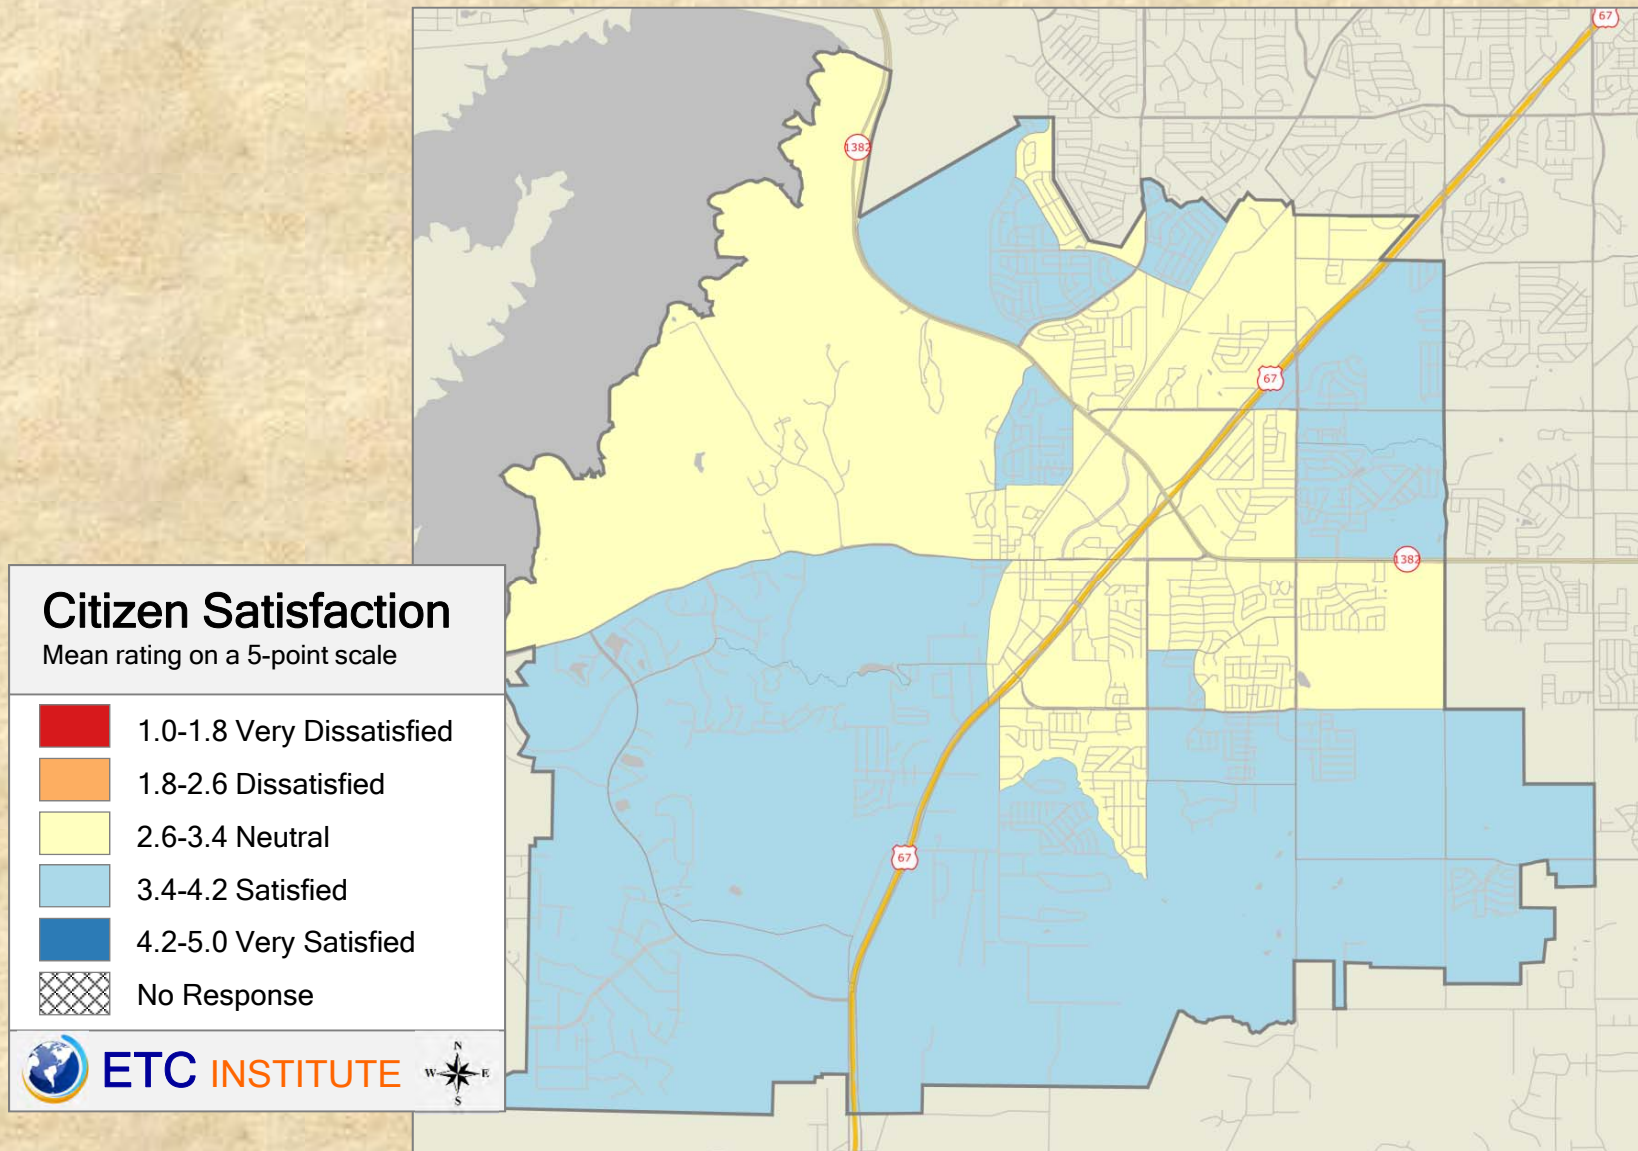 67
1382
67
1382
67
Citizen Satisfaction
Mean rating on a 5-point scale
1.0-1.8 Very Dissatisfied
1.8-2.6 Dissatisfied
2.6-3.4 Neutral
3.4-4.2 Satisfied
4.2-5.0 Very Satisfied
No Response
ETC INSTITUTE
N
W E
S